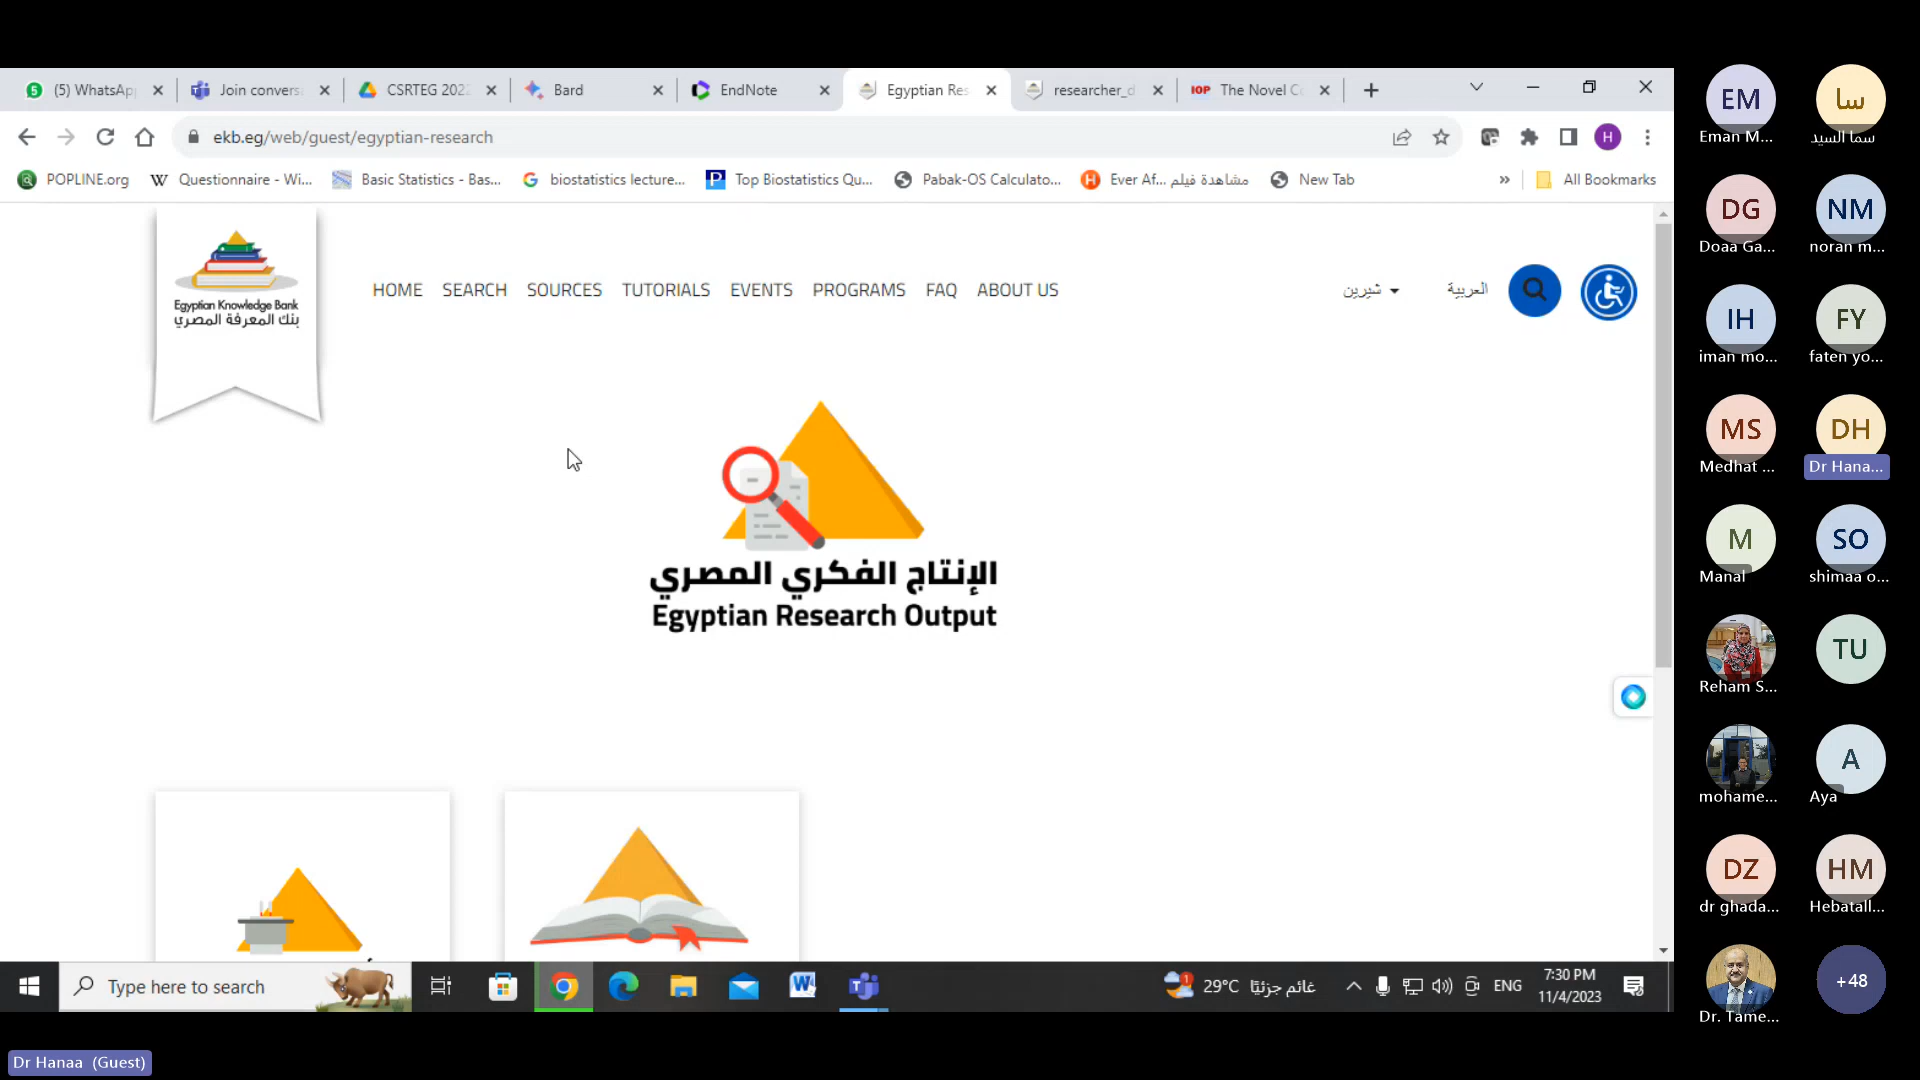 (5) WhatsAp
Join convers
CSRTEG 202
Bard
EndNote
Egyptian Res
researcher_d
IOP The Novel Co
ekb.eg/web/guest/egyptian-research
H
POPLINE.org
W Questionnaire - Wi...
Basic Statistics - Bas...
G biostatistics lecture...
P Top Biostatistics Qu...
Pabak-OS Calculato...
H Ever Af... مشاهدة فيلم
New Tab
»
All Bookmarks
Egyptian Knowledge Bank
بنك المعرفة المصري
HOME SEARCH SOURCES TUTORIALS EVENTS PROGRAMS FAQ ABOUT US
شيرين
العربية
الإنتاج الفكري المصري
Egyptian Research Output
Type here to search
29°C غائم جزئيًا
ENG
7:30 PM
11/4/2023
EM
Eman M...
سا
سما السيد
DG
Doaa Ga...
NM
noran m...
IH
iman mo...
FY
faten yo...
MS
Medhat ...
DH
Dr Hana...
M
Manal
SO
shimaa o...
Reham S...
TU
mohame...
A
Aya
DZ
dr ghada...
HM
Hebatall...
Dr. Tame...
+48
Dr Hanaa (Guest)